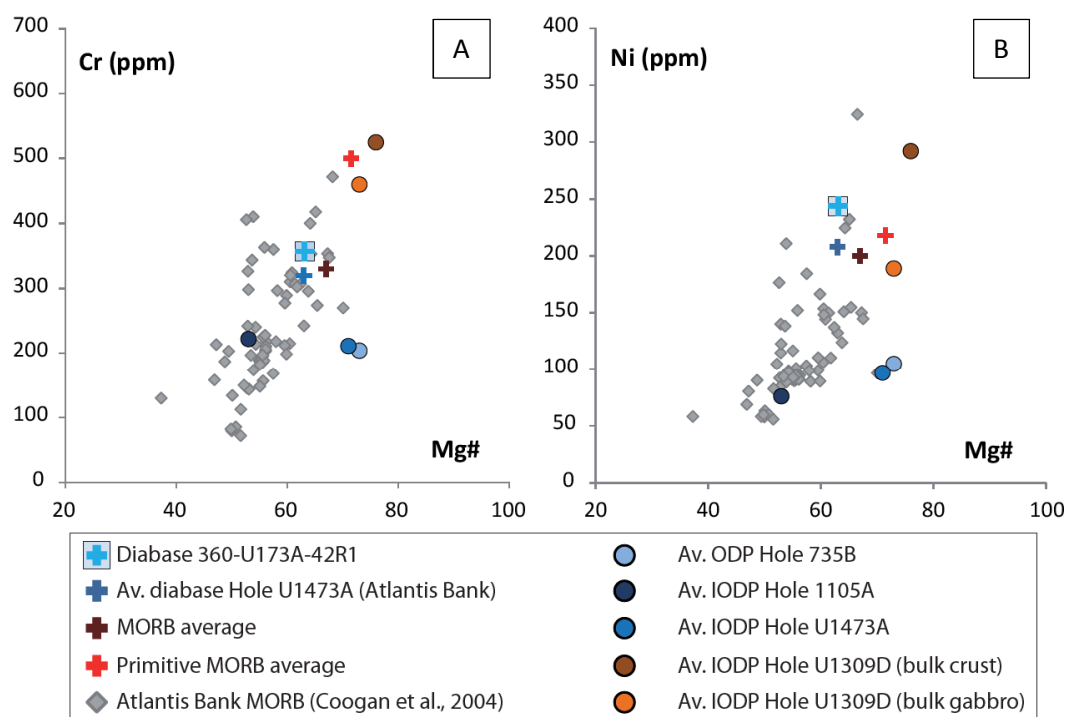 700
600
500
400
300
200
100
0
20
40
60
80
100
Cr (ppm)
A
Mg#
400
350
300
250
200
150
100
50
0
20
40
60
80
100
Ni (ppm)
B
Mg#
Diabase 360-U173A-42R1
Av. diabase Hole U1473A (Atlantis Bank)
MORB average
Primitive MORB average
Atlantis Bank MORB (Coogan et al., 2004)
Av. ODP Hole 735B
Av. IODP Hole 1105A
Av. IODP Hole U1473A
Av. IODP Hole U1309D (bulk crust)
Av. IODP Hole U1309D (bulk gabbro)